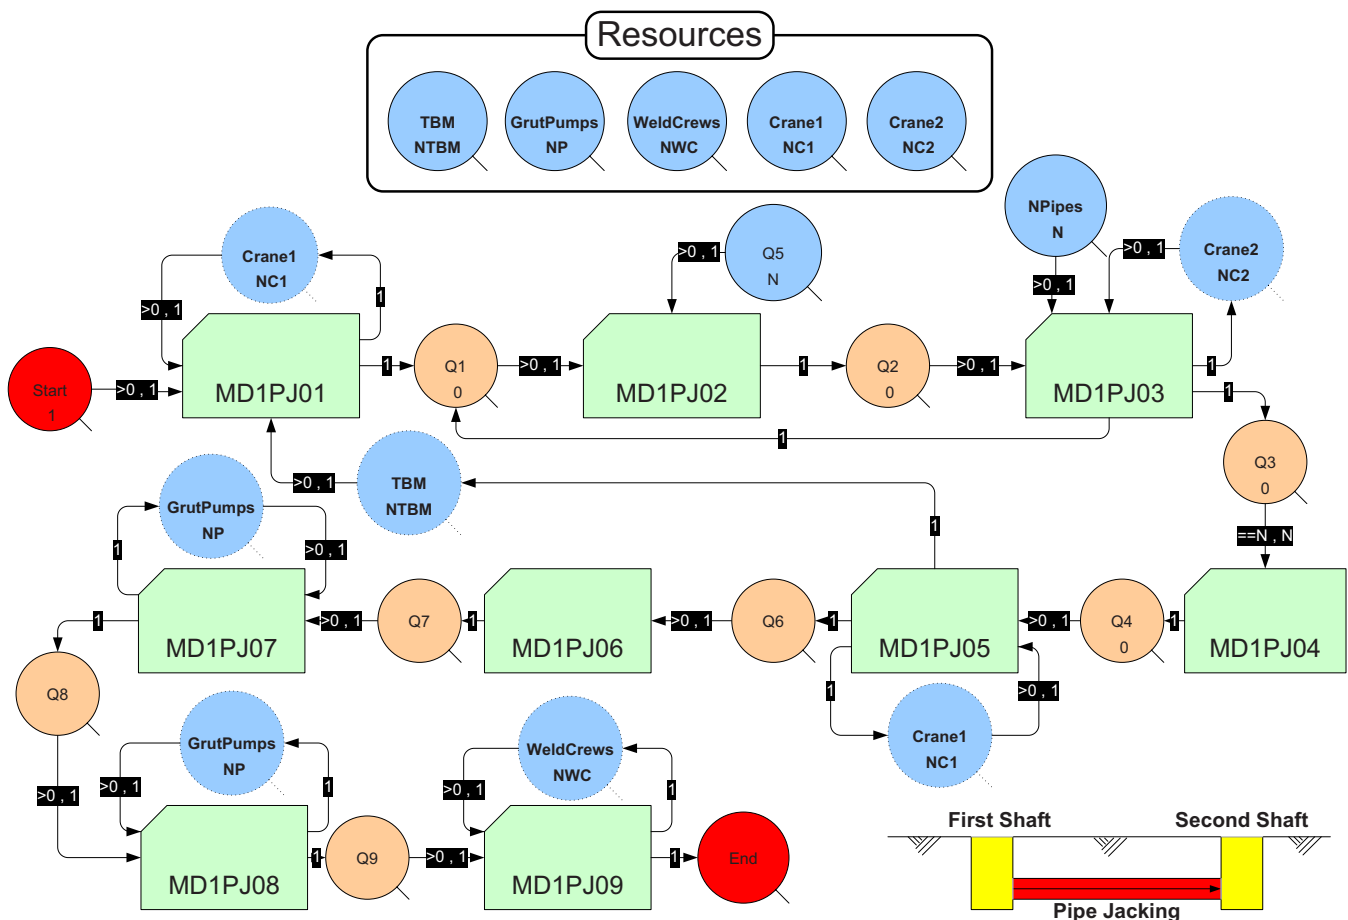 Resources
TBM
NTBM
GrutPumps
NP
WeldCrews
NWC
Crane1
NC1
Crane2
NC2
NPipes
N
>0 , 1
Crane2
NC2
>0 , 1
Crane1
NC1
>0 , 1
1
Q5
N
>0 , 1
Start
1
>0 , 1
MD1PJ01
1
Q1
0
>0 , 1
MD1PJ02
1
Q2
0
>0 , 1
MD1PJ03
1
1
1
Q3
0
==N , N
TBM
NTBM
>0 , 1
1
GrutPumps
NP
1
>0 , 1
MD1PJ07
1
>0 , 1
Q7
1
MD1PJ06
>0 , 1
Q6
1
MD1PJ05
>0 , 1
Q4
0
1
MD1PJ04
1
>0 , 1
Crane1
NC1
Q8
>0 , 1
GrutPumps
NP
>0 , 1
1
MD1PJ08
1
Q9
>0 , 1
WeldCrews
NWC
>0 , 1
1
MD1PJ09
1
End
First Shaft
Second Shaft
Pipe Jacking